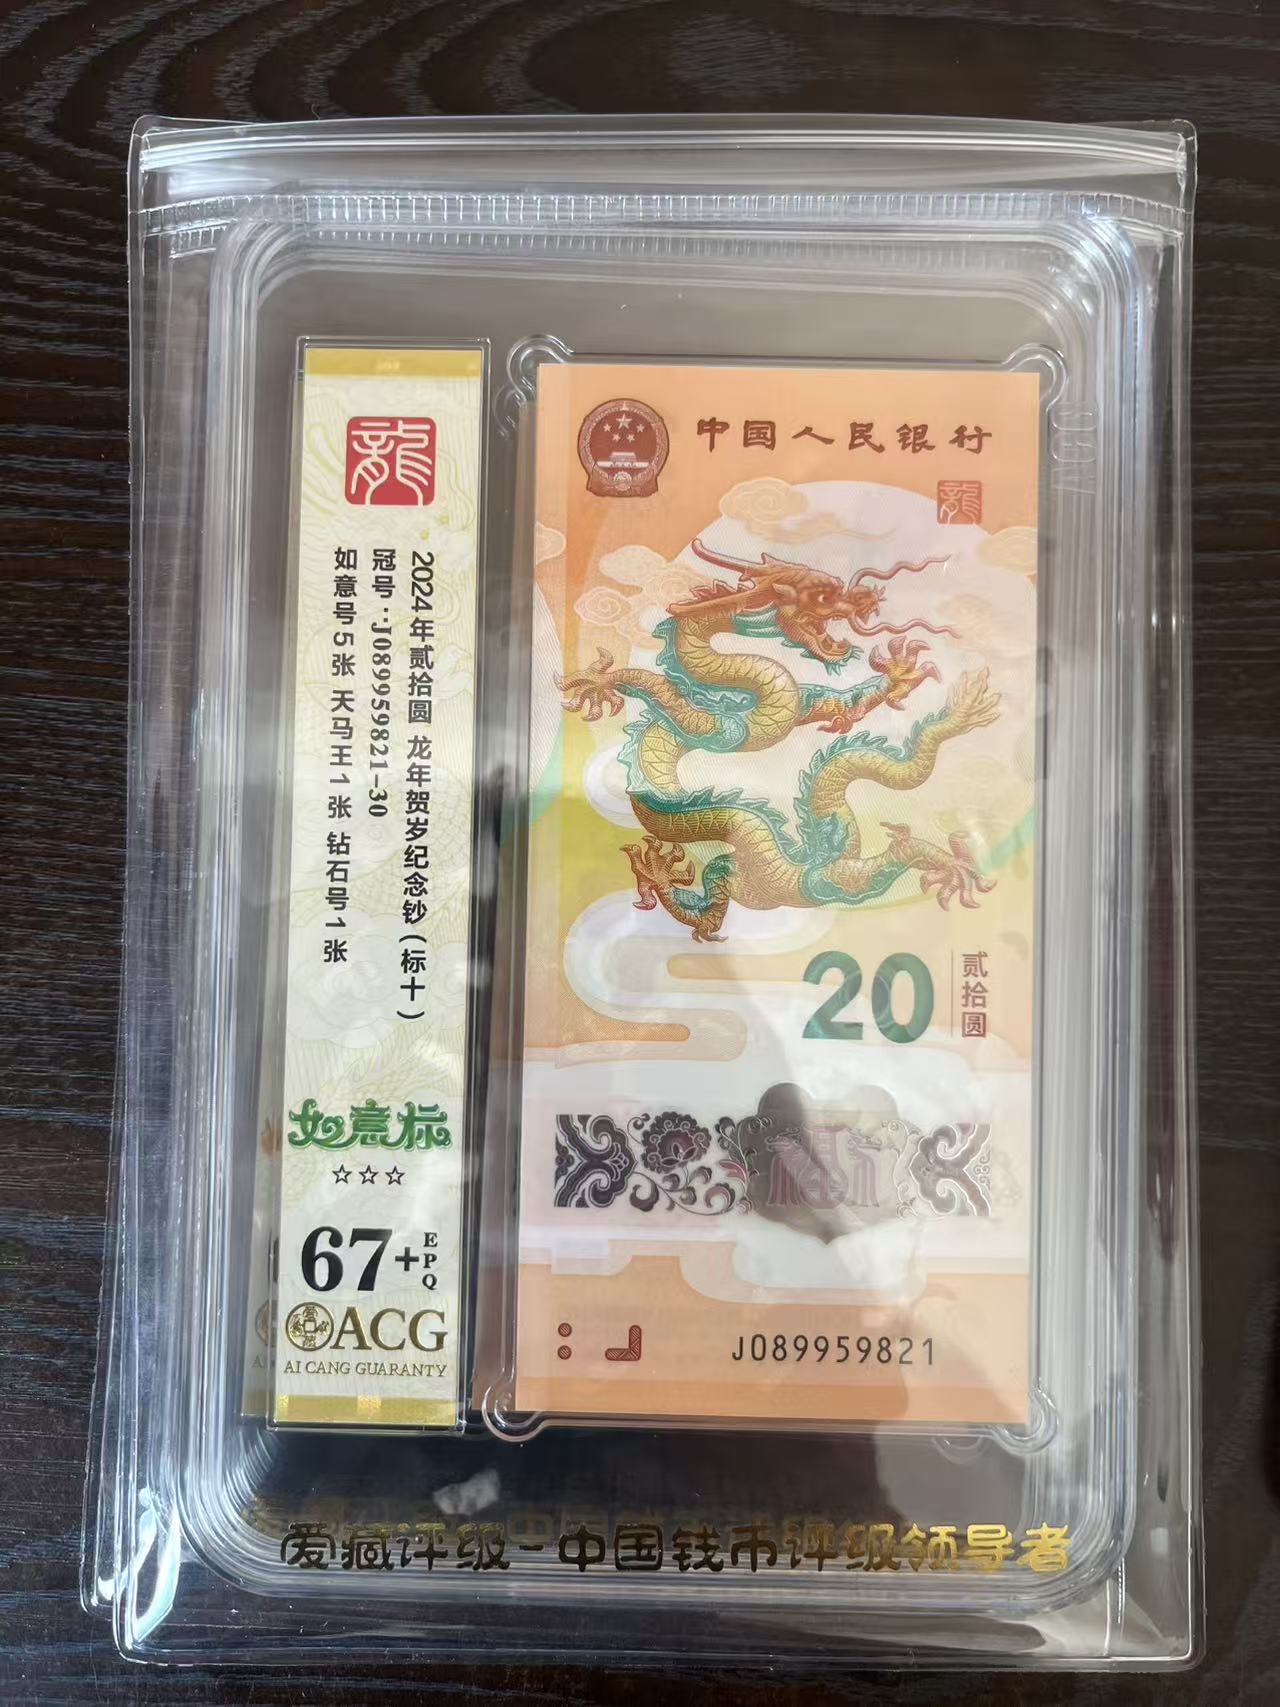 龍
2024年贰拾圆 龙年贺岁纪念钞(标十)
冠号:J089959821-30
如意号5张 天马王1张 钻石号1张
如意标
☆☆☆
67+EPQ
ACG
AI CANG GUARANTY
中国人民银行
龍
20
贰拾圆
J089959821
爱藏评级-中国钱币评级领导者